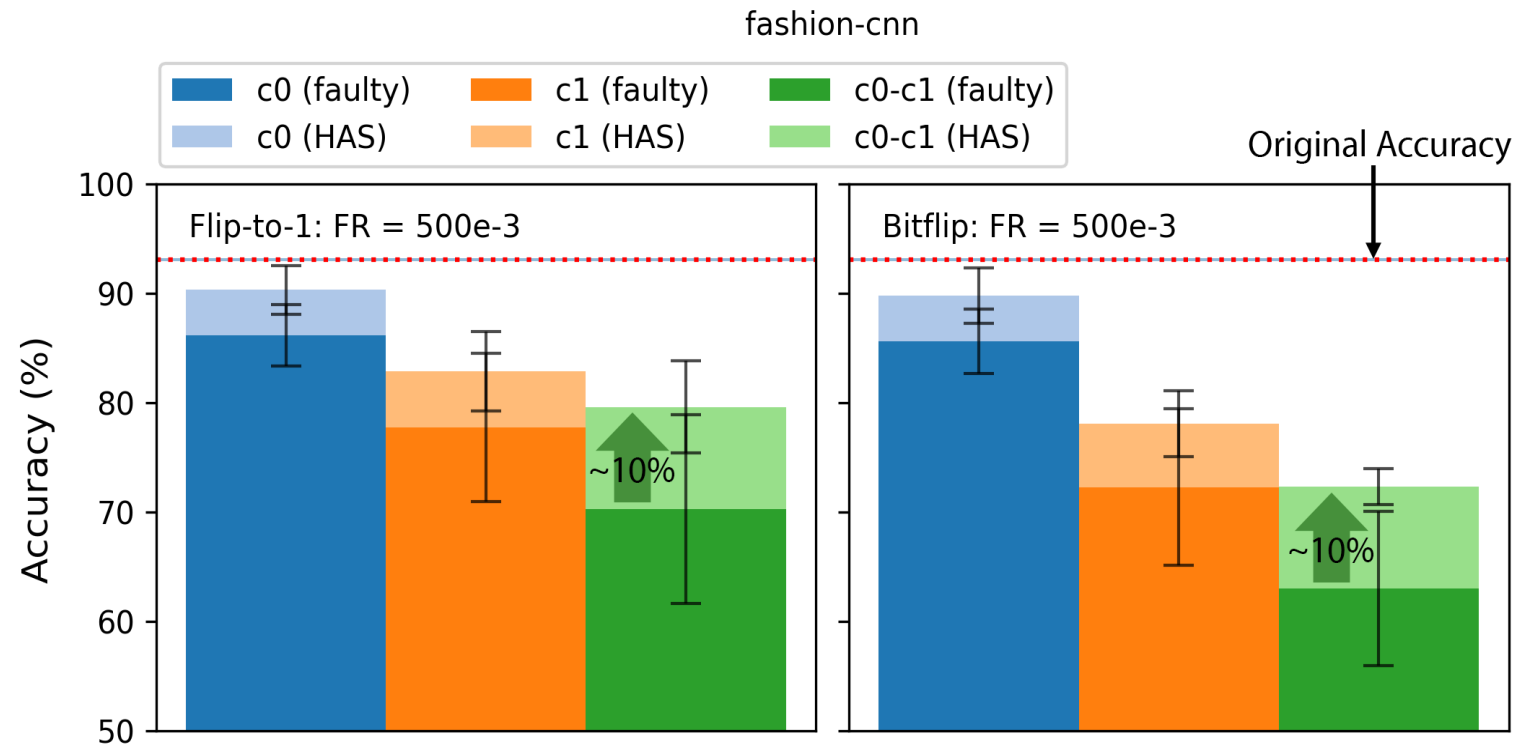 fashion-cnn
c0 (faulty)
c1 (faulty)
c0-c1 (faulty)
c0 (HAS)
c1 (HAS)
c0-c1 (HAS)
Original Accuracy
Accuracy (%)
100
90
80
70
60
50
Flip-to-1: FR = 500e-3
~10%
Bitflip: FR = 500e-3
~10%